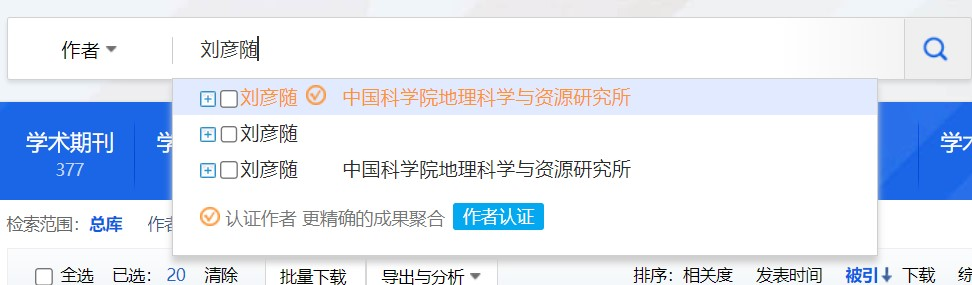 作者 刘彦随
刘彦随 中国科学院地理科学与资源研究所
刘彦随
刘彦随 中国科学院地理科学与资源研究所
认证作者 更精确的成果聚合 作者认证
学术期刊
377
检索范围：总库
全选 已选：20 清除 批量下载 导出与分析 排序：相关度 发表时间 被引 下载